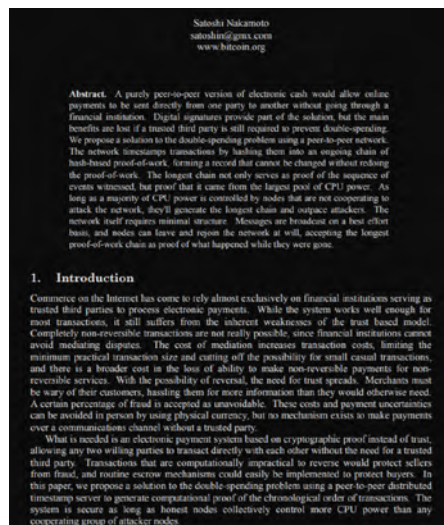 Satoshi Nakamoto
satoshin@gmx.com
www.bitcoin.org
Abstract. A purely peer-to-peer version of electronic cash would allow online
payments to be sent directly from one party to another without going through a
financial institution. Digital signatures provide part of the solution, but the main
benefits are lost if a trusted third party is still required to prevent double-spending.
We propose a solution to the double-spending problem using a peer-to-peer network.
The network timestamps transactions by hashing them into an ongoing chain of
hash-based proof-of-work, forming a record that cannot be changed without redoing
the proof-of-work. The longest chain not only serves as proof of the sequence of
events witnessed, but proof that it came from the largest pool of CPU power. As
long as a majority of CPU power is controlled by nodes that are not cooperating to
attack the network, they'll generate the longest chain and outpace attackers. The
network itself requires minimal structure. Messages are broadcast on a best effort
basis, and nodes can leave and rejoin the network at will, accepting the longest
proof-of-work chain as proof of what happened while they were gone.
1. Introduction
Commerce on the Internet has come to rely almost exclusively on financial institutions serving as
trusted third parties to process electronic payments. While the system works well enough for
most transactions, it still suffers from the inherent weaknesses of the trust based model.
Completely non-reversible transactions are not really possible, since financial institutions cannot
avoid mediating disputes. The cost of mediation increases transaction costs, limiting the
minimum practical transaction size and cutting off the possibility for small casual transactions,
and there is a broader cost in the loss of ability to make non-reversible payments for non-
reversible services. With the possibility of reversal, the need for trust spreads. Merchants must
be wary of their customers, hassling them for more information than they would otherwise need.
A certain percentage of fraud is accepted as unavoidable. These costs and payment uncertainties
can be avoided in person by using physical currency, but no mechanism exists to make payments
over a communications channel without a trusted party.
What is needed is an electronic payment system based on cryptographic proof instead of trust,
allowing any two willing parties to transact directly with each other without the need for a trusted
third party. Transactions that are computationally impractical to reverse would protect sellers
from fraud, and routine escrow mechanisms could easily be implemented to protect buyers. In
this paper, we propose a solution to the double-spending problem using a peer-to-peer distributed
timestamp server to generate computational proof of the chronological order of transactions. The
system is secure as long as honest nodes collectively control more CPU power than any
cooperating group of attacker nodes.